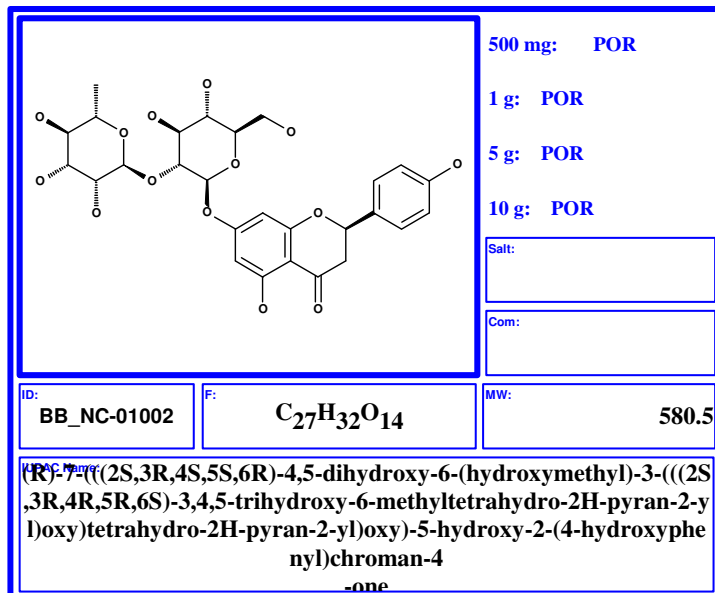 500 mg: POR
1 g: POR
5 g: POR
10 g: POR
Salt:
Com:
O O O O O O O O O O O O O O
ID:
BB_NC-01002
F:
C27H32O14
MW:
580.5
IUPAC Name:
(R)-7-(((2S,3R,4S,5S,6R)-4,5-dihydroxy-6-(hydroxymethyl)-3-(((2S
,3R,4R,5R,6S)-3,4,5-trihydroxy-6-methyltetrahydro-2H-pyran-2-y
l)oxy)tetrahydro-2H-pyran-2-yl)oxy)-5-hydroxy-2-(4-hydroxyphe
nyl)chroman-4
-one